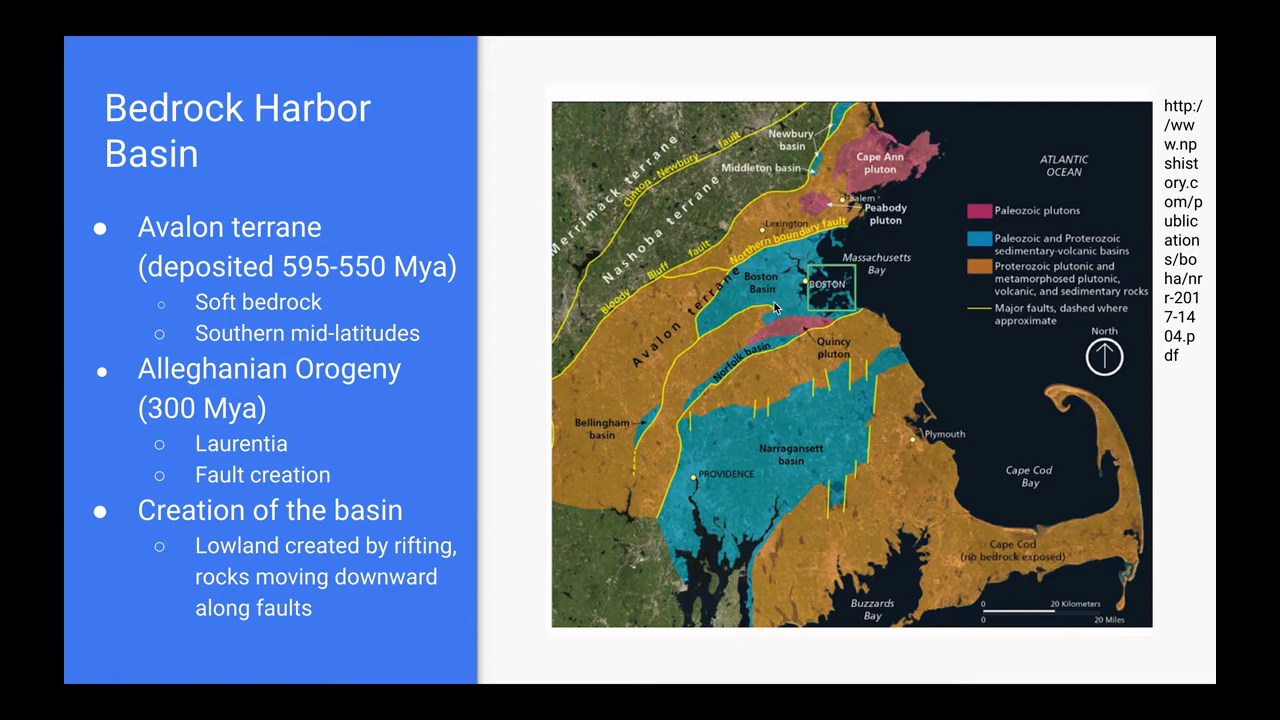 Bedrock Harbor
Basin
● Avalon terrane
(deposited 595-550 Mya)
○ Soft bedrock
○ Southern mid-latitudes
● Alleghanian Orogeny
(300 Mya)
○ Laurentia
○ Fault creation
● Creation of the basin
○ Lowland created by rifting,
rocks moving downward
along faults
Merrimack terrane
Clinton - Newbury fault
Nashoba terrane
Bloody Bluff fault
Avalon terrane
Newbury
basin
Middleton basin
Cape Ann
pluton
Salem
Peabody
pluton
Lexington
Northern boundary fault
Boston
Basin
BOSTON
Massachusetts
Bay
Quincy
pluton
Norfolk basin
Bellingham
basin
Narragansett
basin
PROVIDENCE
Plymouth
Cape Cod
Bay
Cape Cod
(no bedrock exposed)
Buzzards
Bay
ATLANTIC
OCEAN
Paleozoic plutons
Paleozoic and Proterozoic
sedimentary-volcanic basins
Proterozoic plutonic and
metamorphosed plutonic,
volcanic, and sedimentary rocks
Major faults, dashed where
approximate
North
0 20 Kilometers
0 20 Miles
http:/
/ww
w.np
shist
ory.c
om/p
ublic
ation
s/bo
ha/nr
r-201
7-14
04.p
df